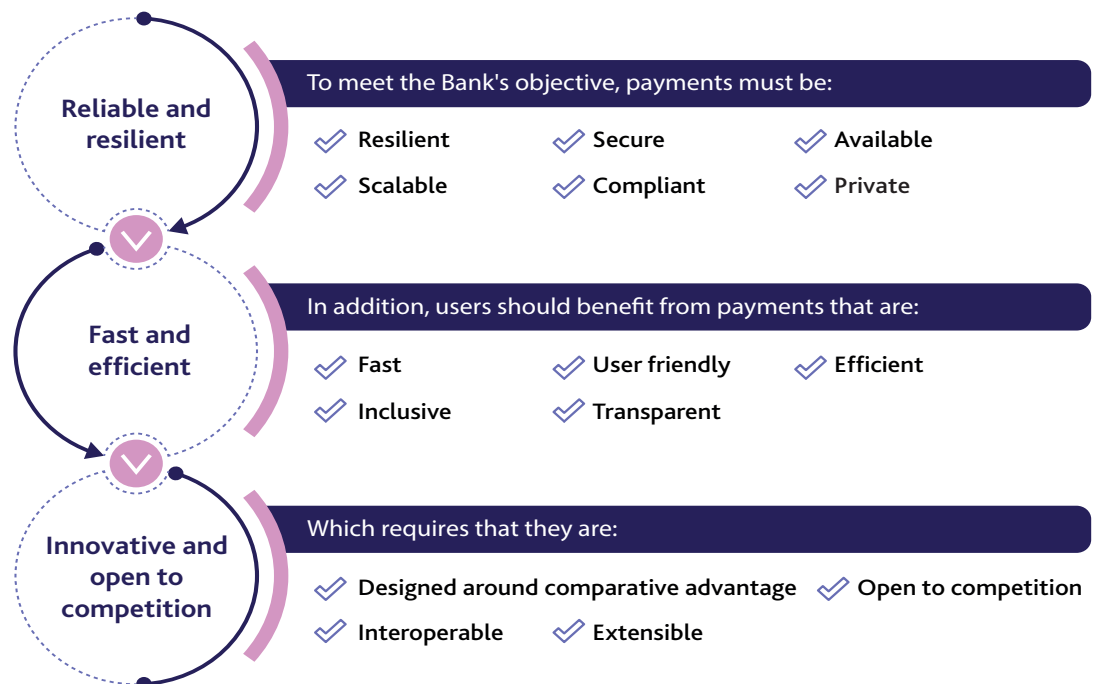 Reliable and
resilient
To meet the Bank's objective, payments must be:
Resilient
Secure
Available
Scalable
Compliant
Private
Fast and
efficient
In addition, users should benefit from payments that are:
Fast
User friendly
Efficient
Inclusive
Transparent
Innovative and
open to
competition
Which requires that they are:
Designed around comparative advantage
Open to competition
Interoperable
Extensible